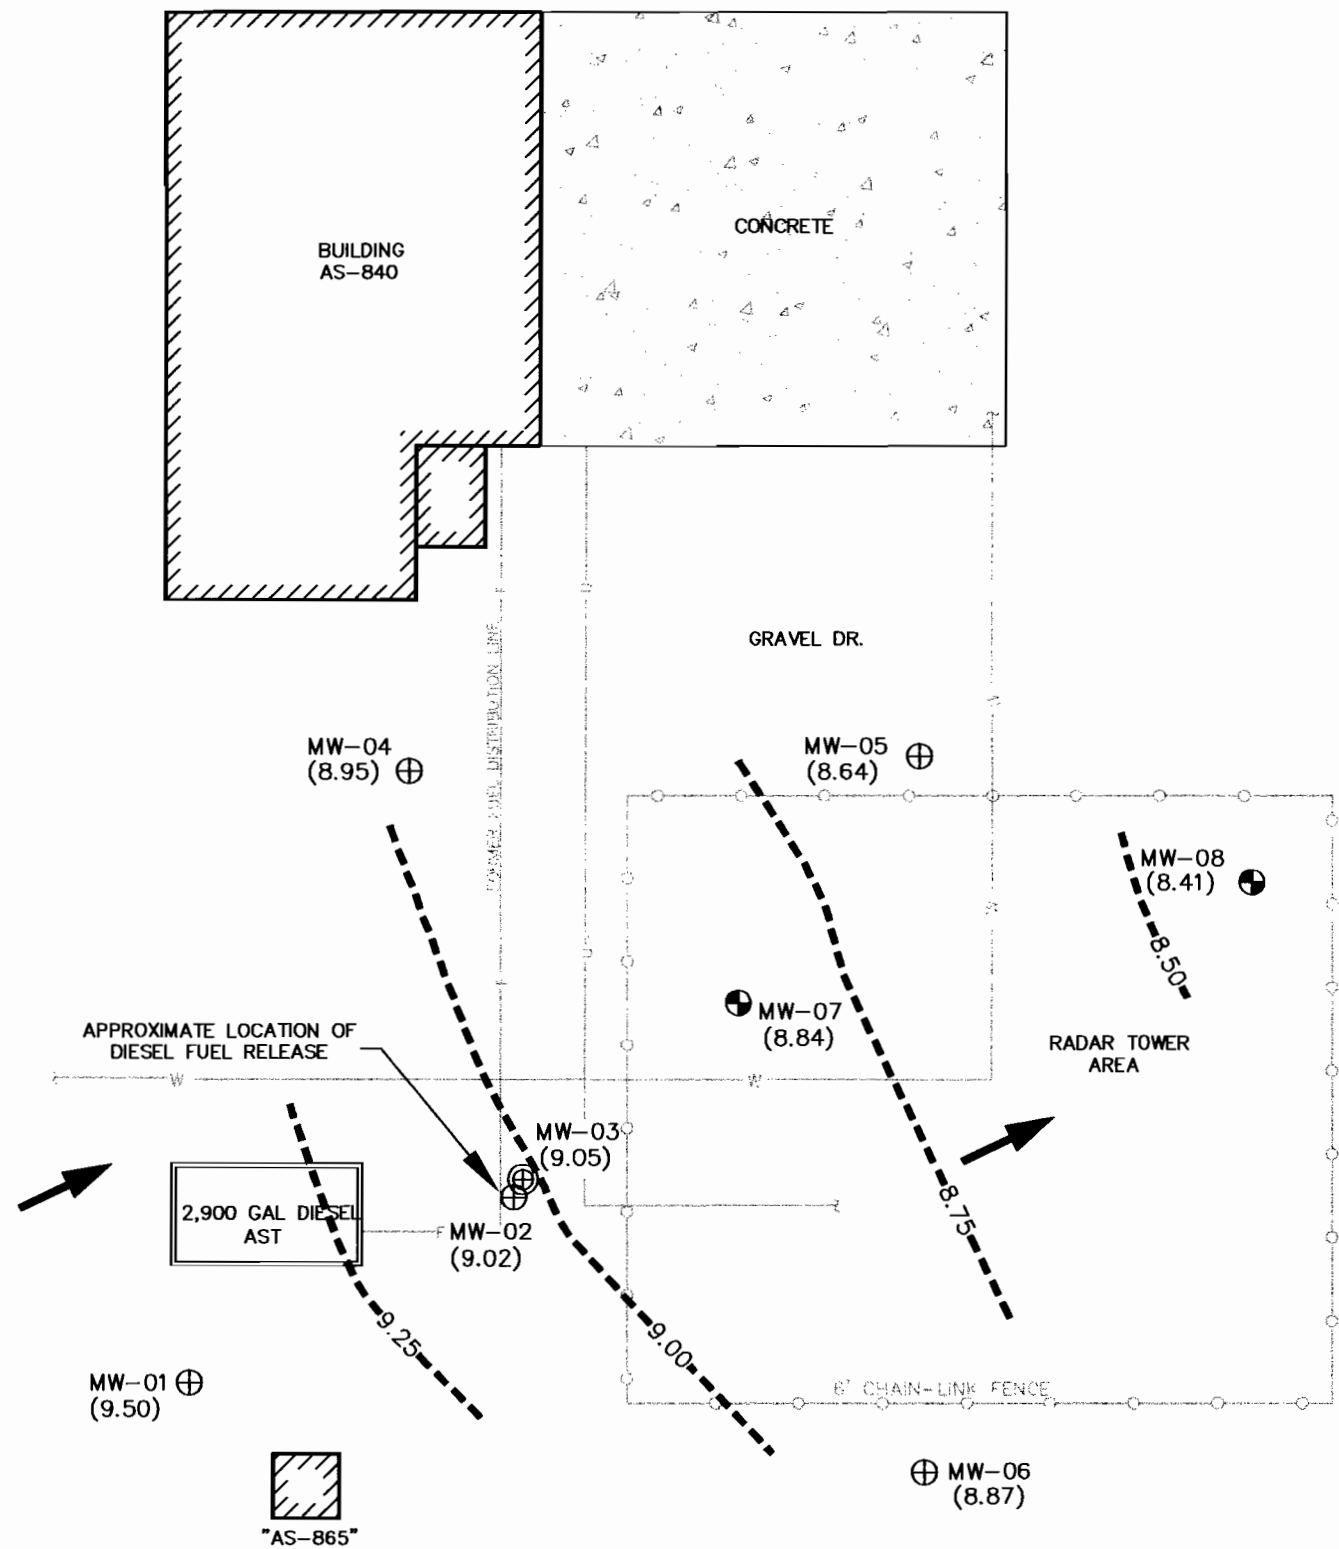 BUILDING
AS-840
CONCRETE
GRAVEL DR.
FORMER FUEL DISTRIBUTION LINE
MW-04
(8.95)
MW-05
(8.64)
MW-08
(8.41)
8.50
MW-07
(8.84)
RADAR TOWER
AREA
APPROXIMATE LOCATION OF
DIESEL FUEL RELEASE
W
W
W
W
F
F
MW-03
(9.05)
2,900 GAL DIESEL
AST
F
MW-02
(9.02)
8.75
9.25
9.00
MW-01
(9.50)
6' CHAIN-LINK FENCE
MW-06
(8.87)
"AS-865"